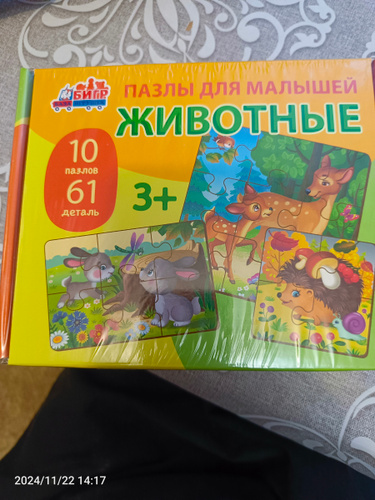 БИГР
ПАЗЛЫ ДЛЯ МАЛЫШЕЙ
ЖИВОТНЫЕ
10
пазлов
61
деталь
3+
2024/11/22 14:17